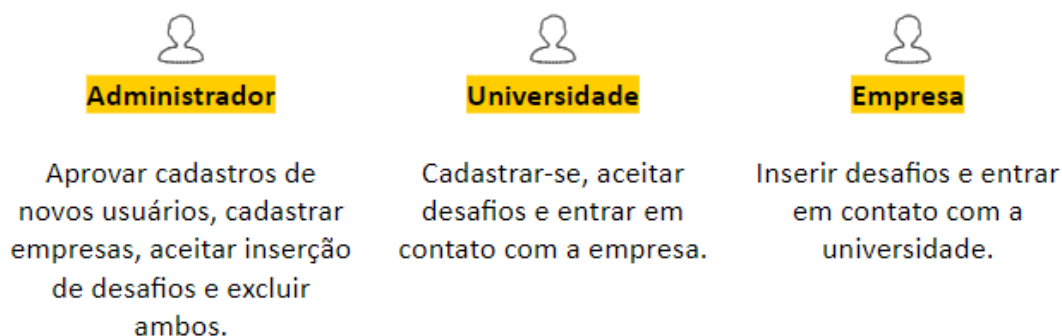 Administrador
Aprovar cadastros de
novos usuários, cadastrar
empresas, aceitar inserção
de desafios e excluir
ambos.
Universidade
Cadastrar-se, aceitar
desafios e entrar em
contato com a empresa.
Empresa
Inserir desafios e entrar
em contato com a
universidade.